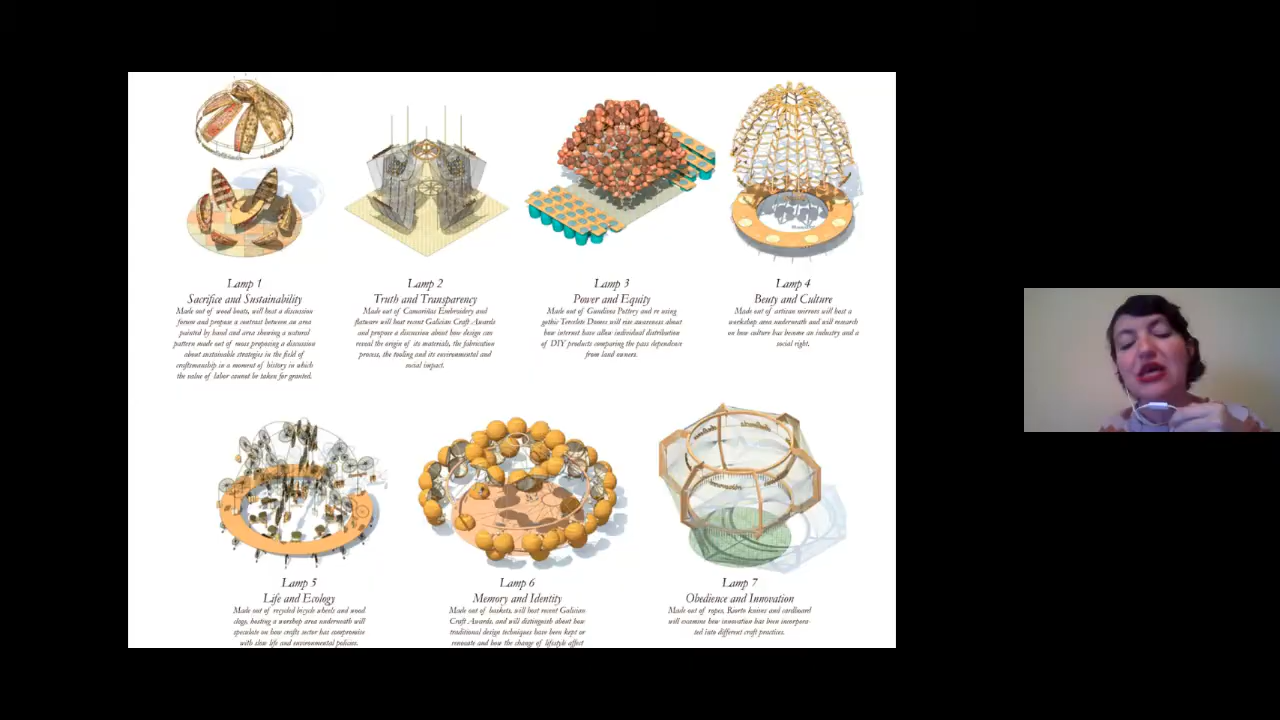 Lamp 1
Sacrifice and Sustainability
Made out of wood boats, will host a discussion
forum and propose a contrast between an area
painted by hand and area showing a natural
pattern made out of moss proposing a discussion
about sustainable strategies in the field of
craftsmanship in a moment of history in which
the value of labor cannot be taken for granted.
Lamp 2
Truth and Transparency
Made out of Camariñas Embroidery and
flatware will host recent Galician Craft Awards
and propose a discussion about how design can
reveal the origin of its materials, the fabrication
process, the tooling and its environmental and
social impact.
Lamp 3
Power and Equity
Made out of Gundians Pottery and re using
gothic Tercelete Domes will rise awareness about
how internet have allow individual distribution
of DIY products comparing the pass dependence
from land owners.
Lamp 4
Beuty and Culture
Made out of artisan mirrors will host a
workshop area underneath and will research
on how culture has become an industry and a
social right.
Lamp 5
Life and Ecology
Made out of recycled bicycle wheels and wood
clogs, hosting a worshop area underneath will
speculate on how crafts sector has compromise
with slow life and environmental policies.
Lamp 6
Memory and Identity
Made out of baskets, will host recent Galician
Craft Awards, and will distinguish about how
traditional design techniques have been kept or
renovate and how the change of lifestyle affect
Lamp 7
Obedience and Innovation
Made out of ropes, Riorto knives and cardboard
will examine how innovation has been incorpora-
ted into different craft practices.